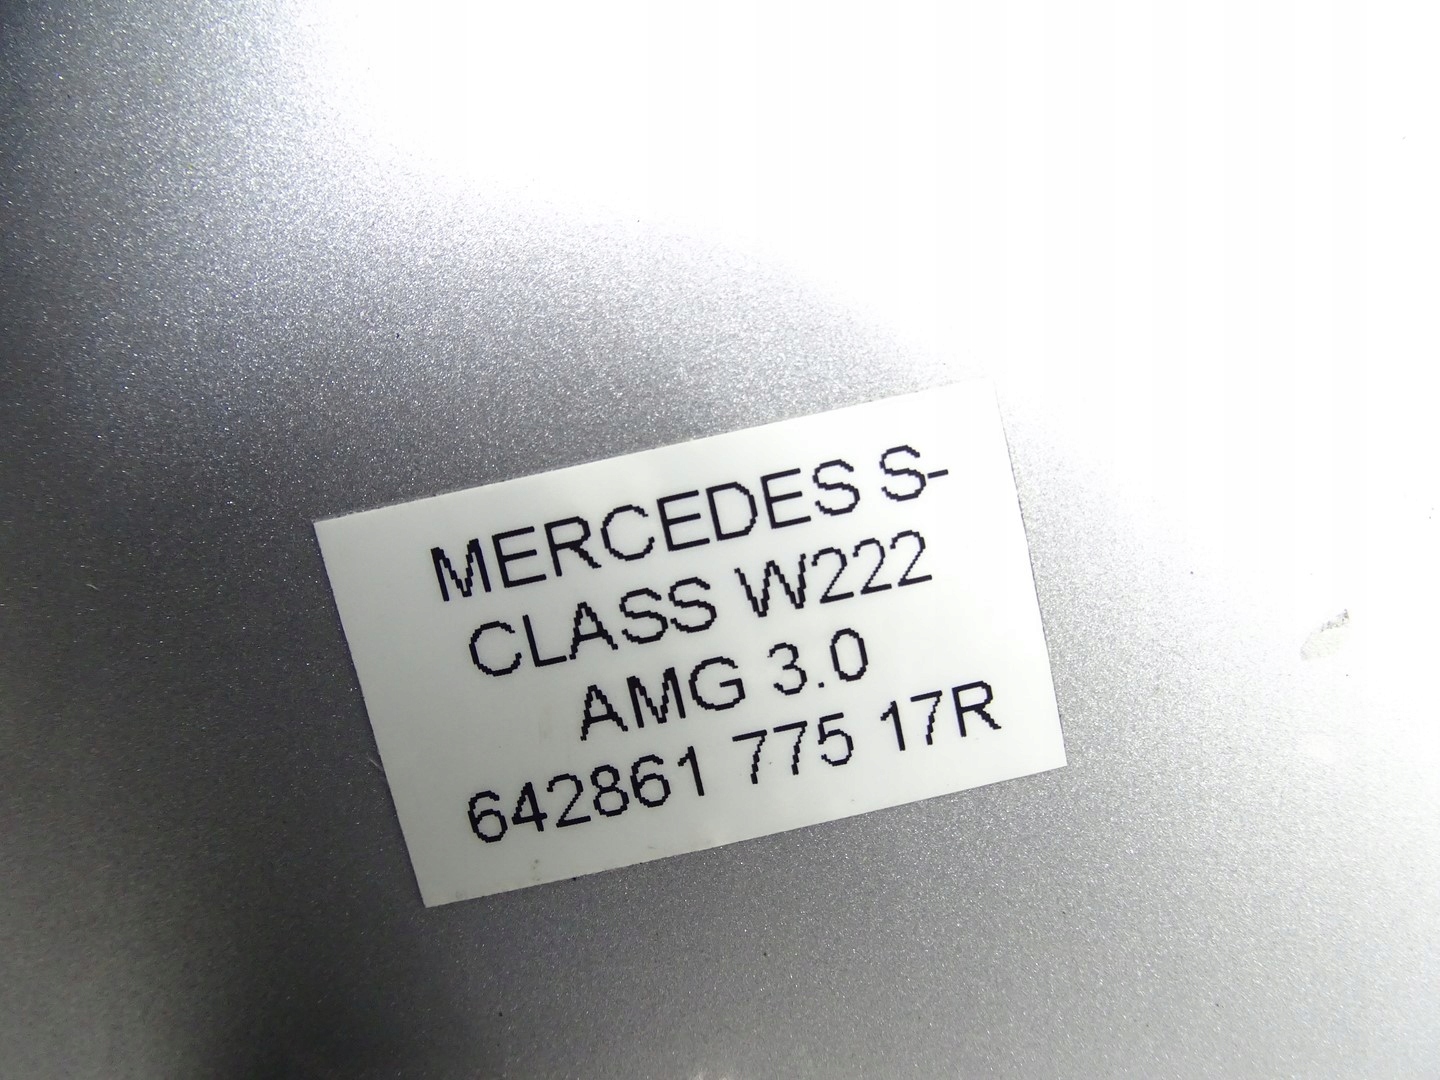 MERCEDES S-
CLASS W222
AMG 3.0
642861 775 17R